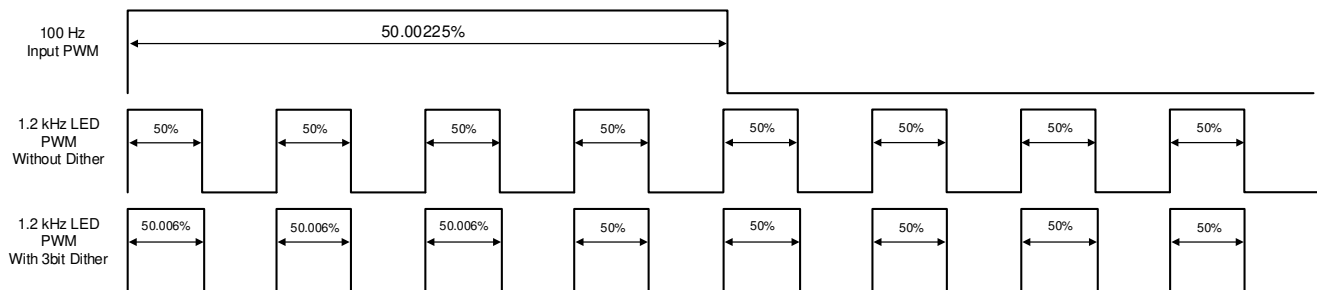 100 Hz
Input PWM
50.00225%
1.2 kHz LED
PWM
Without Dither
50% 50% 50% 50% 50% 50% 50% 50%
1.2 kHz LED
PWM
With 3bit Dither
50.006% 50.006% 50.006% 50% 50% 50% 50% 50%